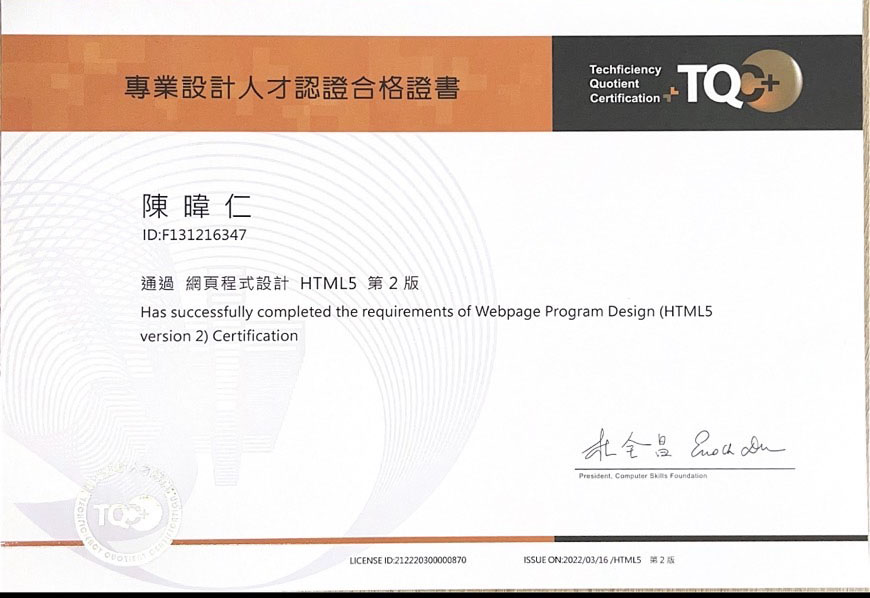 專業設計人才認證合格證書
Techficiency
Quotient
Certification
TQC+
陳暐仁
ID:F131216347
通過 網頁程式設計 HTML5 第 2 版
Has successfully completed the requirements of Webpage Program Design (HTML5
version 2) Certification
杜全昌 Enoch Du
President, Computer Skills Foundation
TQC+
LICENSE ID:212220300000870
ISSUE ON:2022/03/16 /HTML5 第 2 版